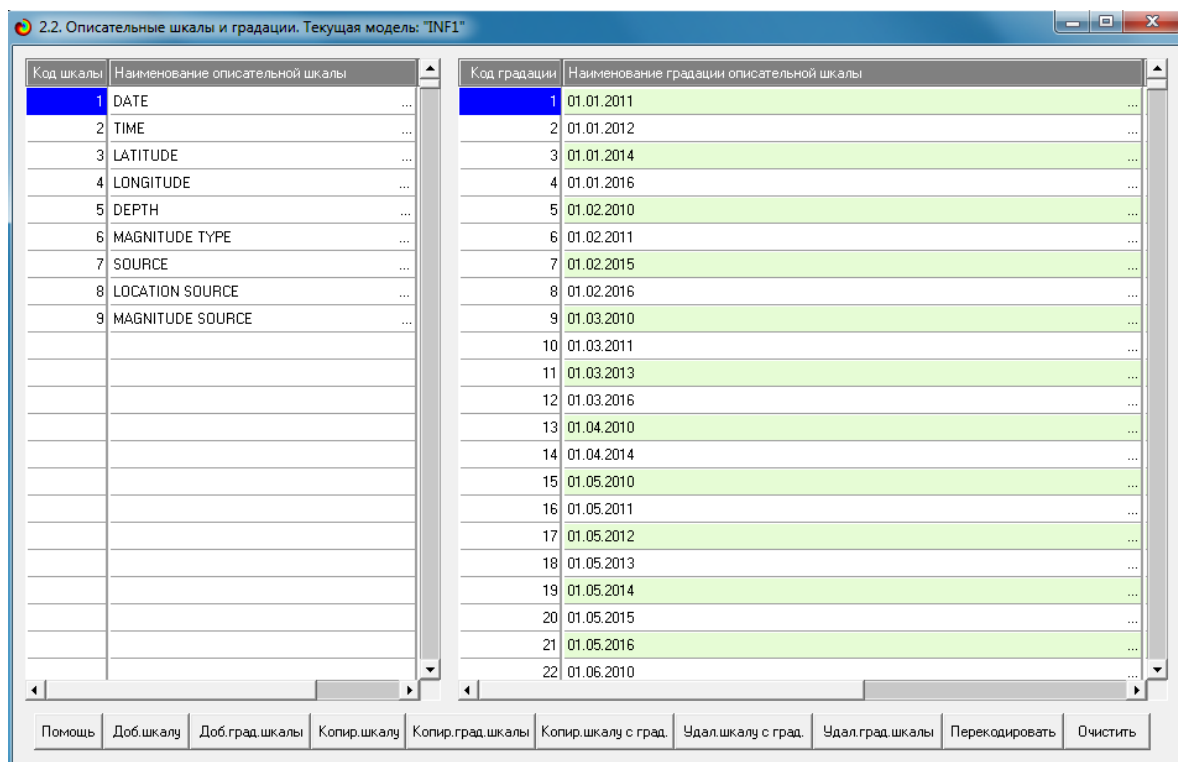 2.2. Описательные шкалы и градации. Текущая модель: "INF1"
Код шкалы Наименование описательной шкалы
1 DATE ...
2 TIME ...
3 LATITUDE ...
4 LONGITUDE ...
5 DEPTH ...
6 MAGNITUDE TYPE ...
7 SOURCE ...
8 LOCATION SOURCE ...
9 MAGNITUDE SOURCE ...
Код градации Наименование градации описательной шкалы
1 01.01.2011 ...
2 01.01.2012 ...
3 01.01.2014 ...
4 01.01.2016 ...
5 01.02.2010 ...
6 01.02.2011 ...
7 01.02.2015 ...
8 01.02.2016 ...
9 01.03.2010 ...
10 01.03.2011 ...
11 01.03.2013 ...
12 01.03.2016 ...
13 01.04.2010 ...
14 01.04.2014 ...
15 01.05.2010 ...
16 01.05.2011 ...
17 01.05.2012 ...
18 01.05.2013 ...
19 01.05.2014 ...
20 01.05.2015 ...
21 01.05.2016 ...
22 01.06.2010 ...
Помощь Доб.шкалу Доб.град.шкалы Копир.шкалу Копир.град.шкалы Копир.шкалу с град. Удал.шкалу с град. Удал.град.шкалы Перекодировать Очистить